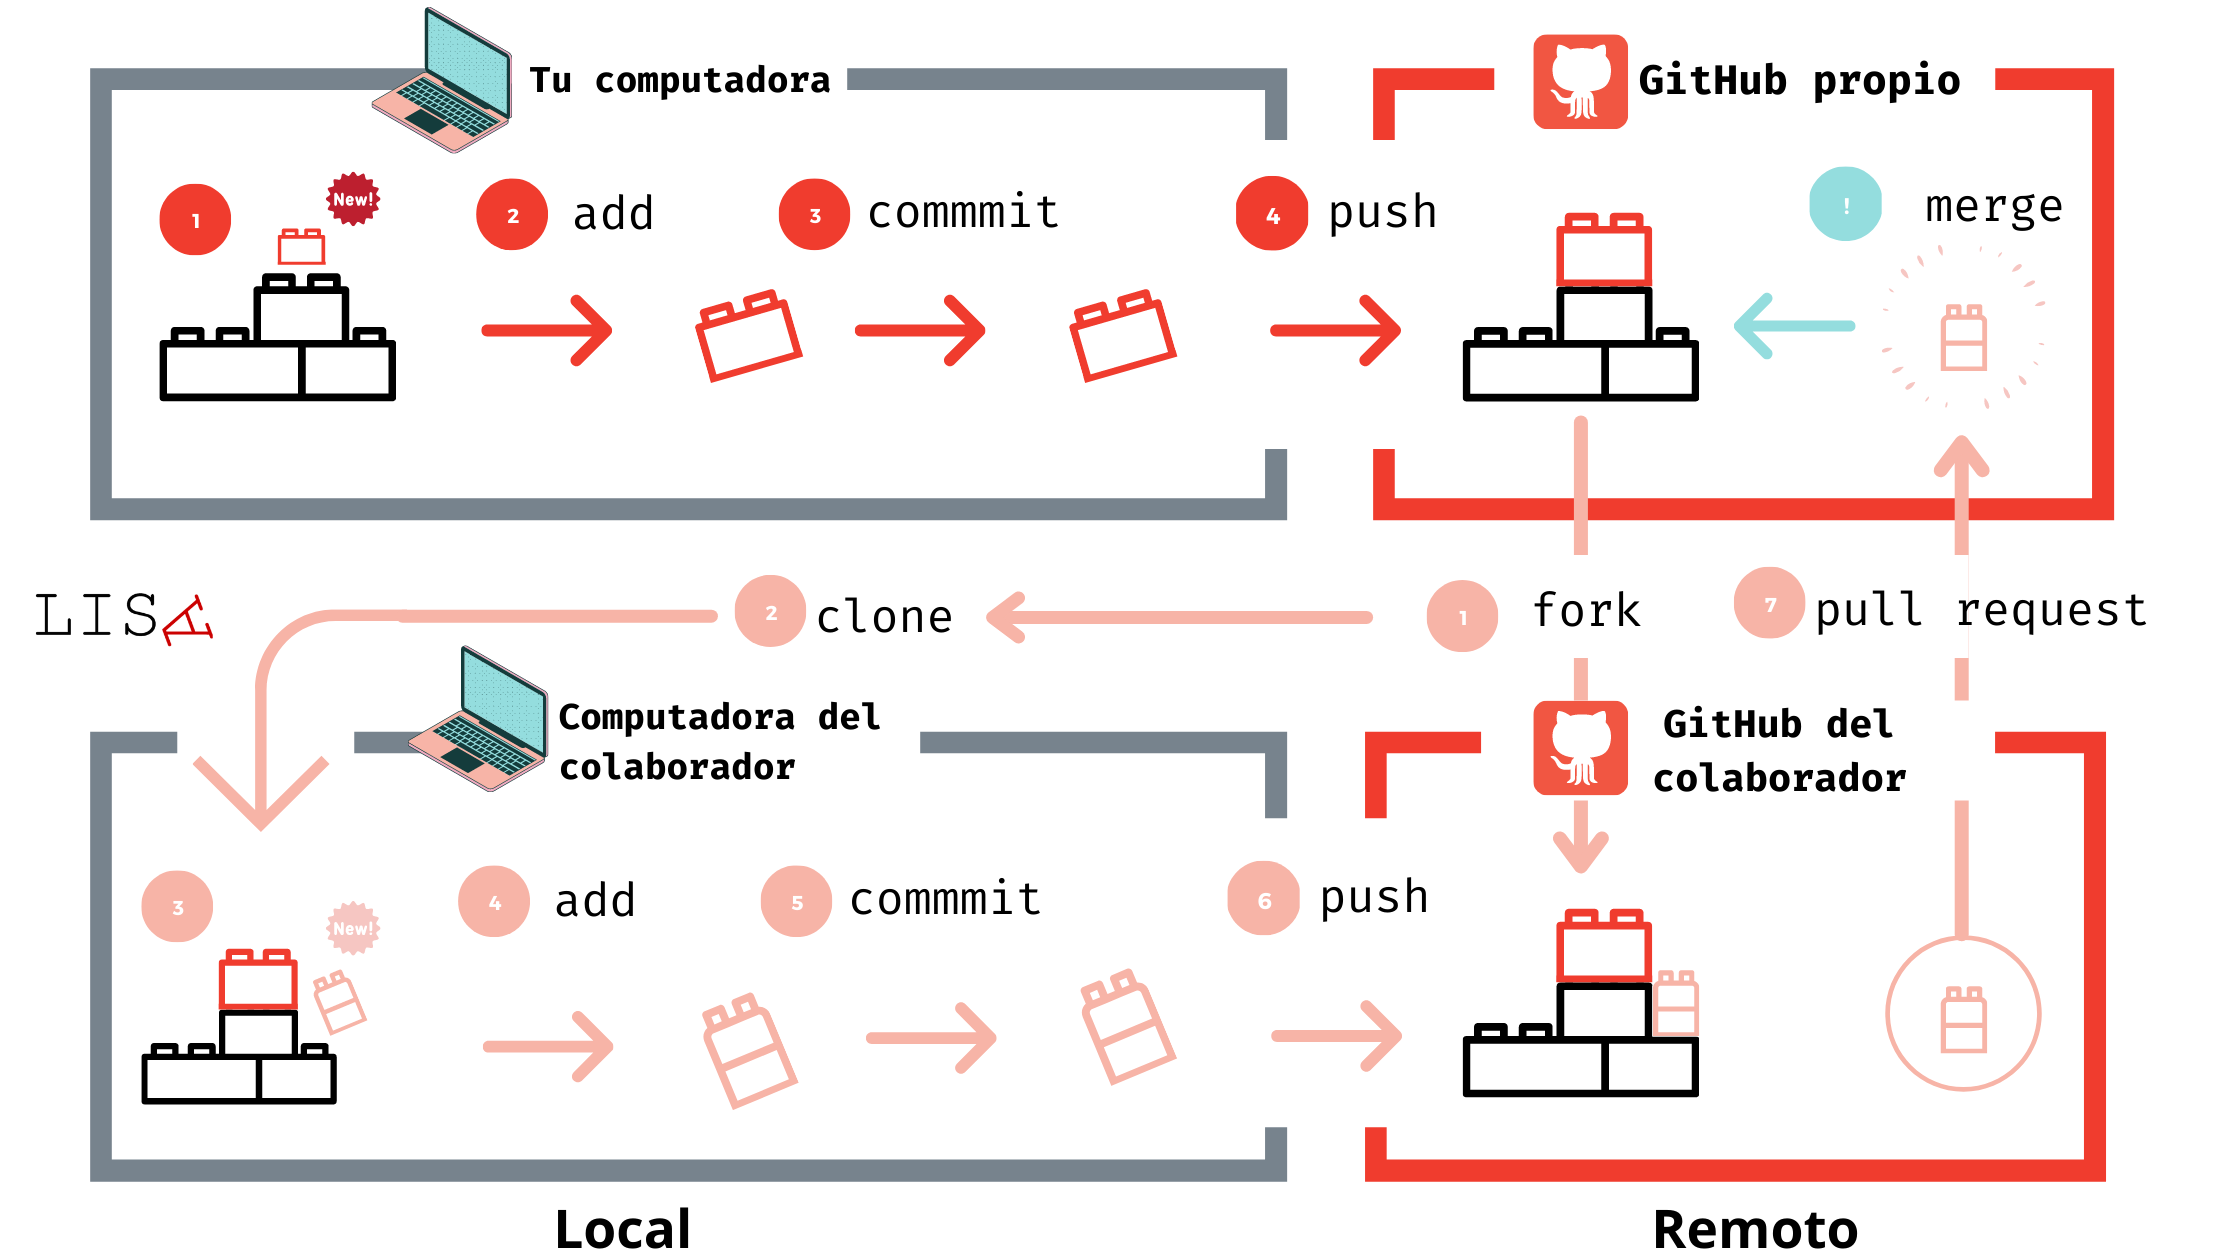 Tu computadora
GitHub propio
1
New!
2 add
3 commmit
4 push
! merge
LISA
2 clone
1 fork
7 pull request
Computadora del
colaborador
GitHub del
colaborador
3
New!
4 add
5 commmit
6 push
Local
Remoto